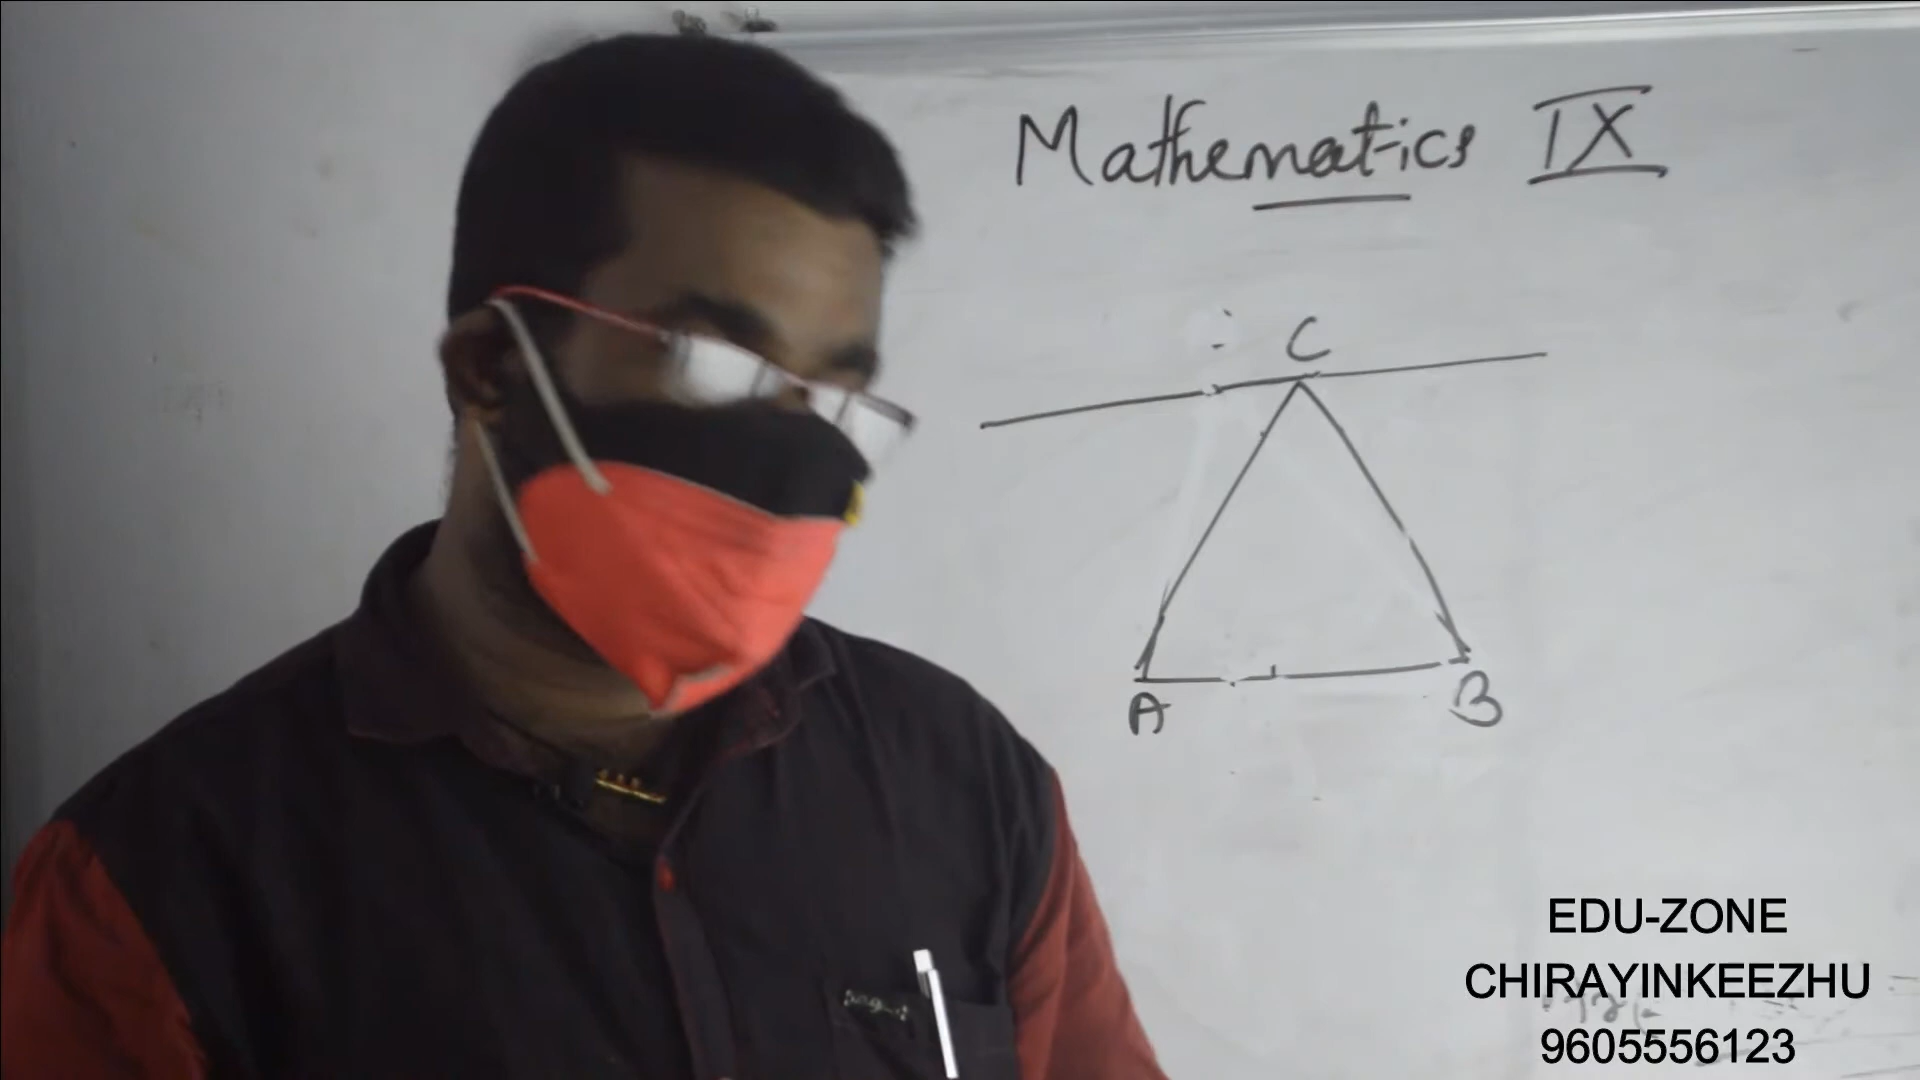 Mathematics IX
C
A
B
EDU-ZONE
CHIRAYINKEEZHU
9605556123